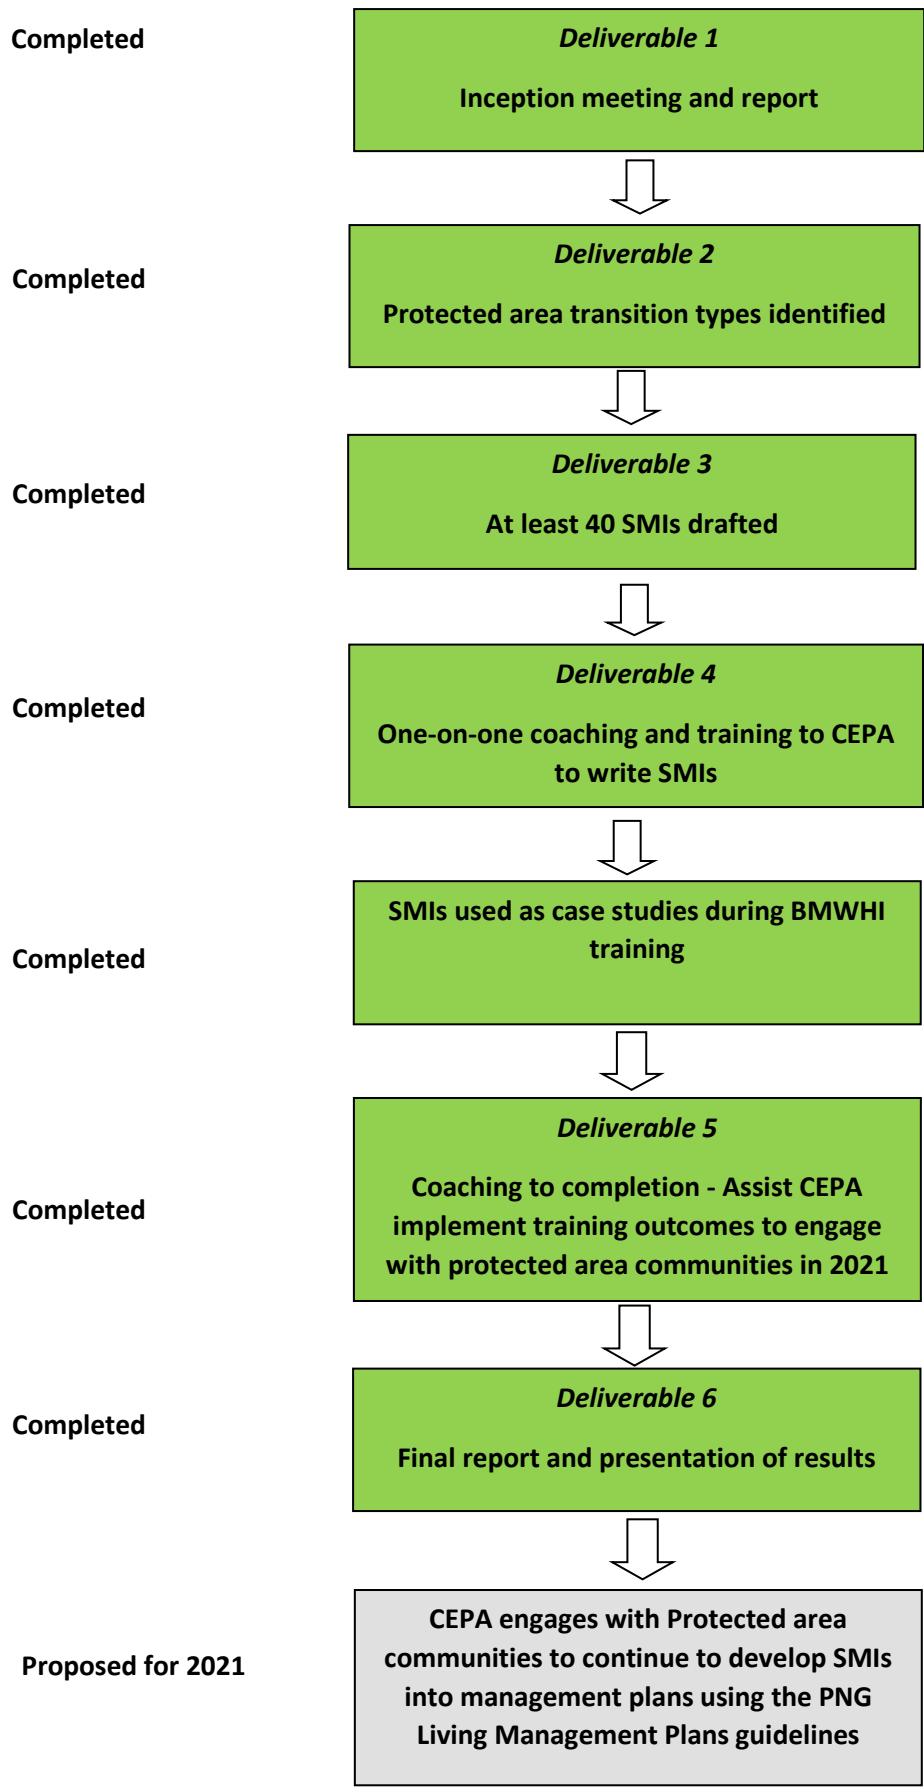 Completed
Deliverable 1
Inception meeting and report
Completed
Deliverable 2
Protected area transition types identified
Completed
Deliverable 3
At least 40 SMIs drafted
Completed
Deliverable 4
One-on-one coaching and training to CEPA
to write SMIs
Completed
SMIs used as case studies during BMWHI
training
Completed
Deliverable 5
Coaching to completion - Assist CEPA
implement training outcomes to engage
with protected area communities in 2021
Completed
Deliverable 6
Final report and presentation of results
Proposed for 2021
CEPA engages with Protected area
communities to continue to develop SMIs
into management plans using the PNG
Living Management Plans guidelines